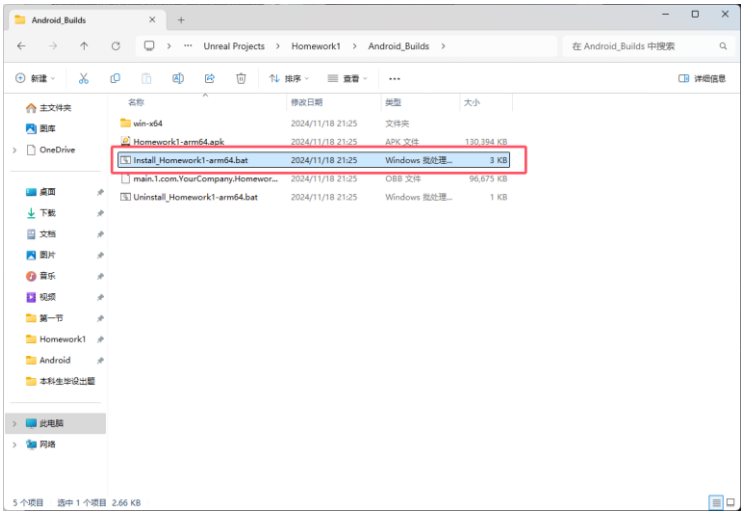 Android_Builds
Unreal Projects > Homework1 > Android_Builds >
在 Android_Builds 中搜索
新建
排序
查看
详细信息
名称 修改日期 类型 大小
主文件夹
图库
OneDrive
桌面
下载
文档
图片
音乐
视频
第一节
Homework1
Android
本科生毕设出题
此电脑
网络
win-x64 2024/11/18 21:25 文件夹
Homework1-arm64.apk 2024/11/18 21:25 APK 文件 130,394 KB
Install_Homework1-arm64.bat 2024/11/18 21:25 Windows 批处理... 3 KB
main.1.com.YourCompany.Homewor... 2024/11/18 21:25 OBB 文件 96,675 KB
Uninstall_Homework1-arm64.bat 2024/11/18 21:25 Windows 批处理... 1 KB
5 个项目 选中 1 个项目 2.66 KB